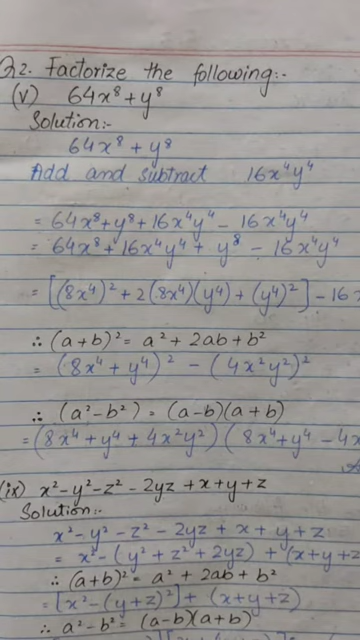 Q2. Factorize the following:-
(v) 64x⁸+y⁸
Solution:-
64x⁸ + y⁸
Add and subtract 16x⁴y⁴
= 64x⁸+y⁸+16x⁴y⁴ - 16x⁴y⁴
= 64x⁸+16x⁴y⁴ + y⁸ - 16x⁴y⁴
= [(8x⁴)²+2(8x⁴)(y⁴)+(y⁴)²] - 16
∴ (a+b)² = a² + 2ab + b²
= (8x⁴ + y⁴)² - (4x²y²)²
∴ (a²-b²) = (a-b)(a+b)
= (8x⁴+y⁴+4x²y²) (8x⁴+y⁴ - 4x
(ix) x²-y²-z²-2yz+x+y+z
Solution:-
x²-y²-z²-2yz + x + y + z
= x²-(y²+z²+2yz) + (x+y+z
∴ (a+b)² = a² + 2ab + b²
= [x²-(y+z)²] + (x+y+z)
∴ a²-b² = (a-b)(a+b)